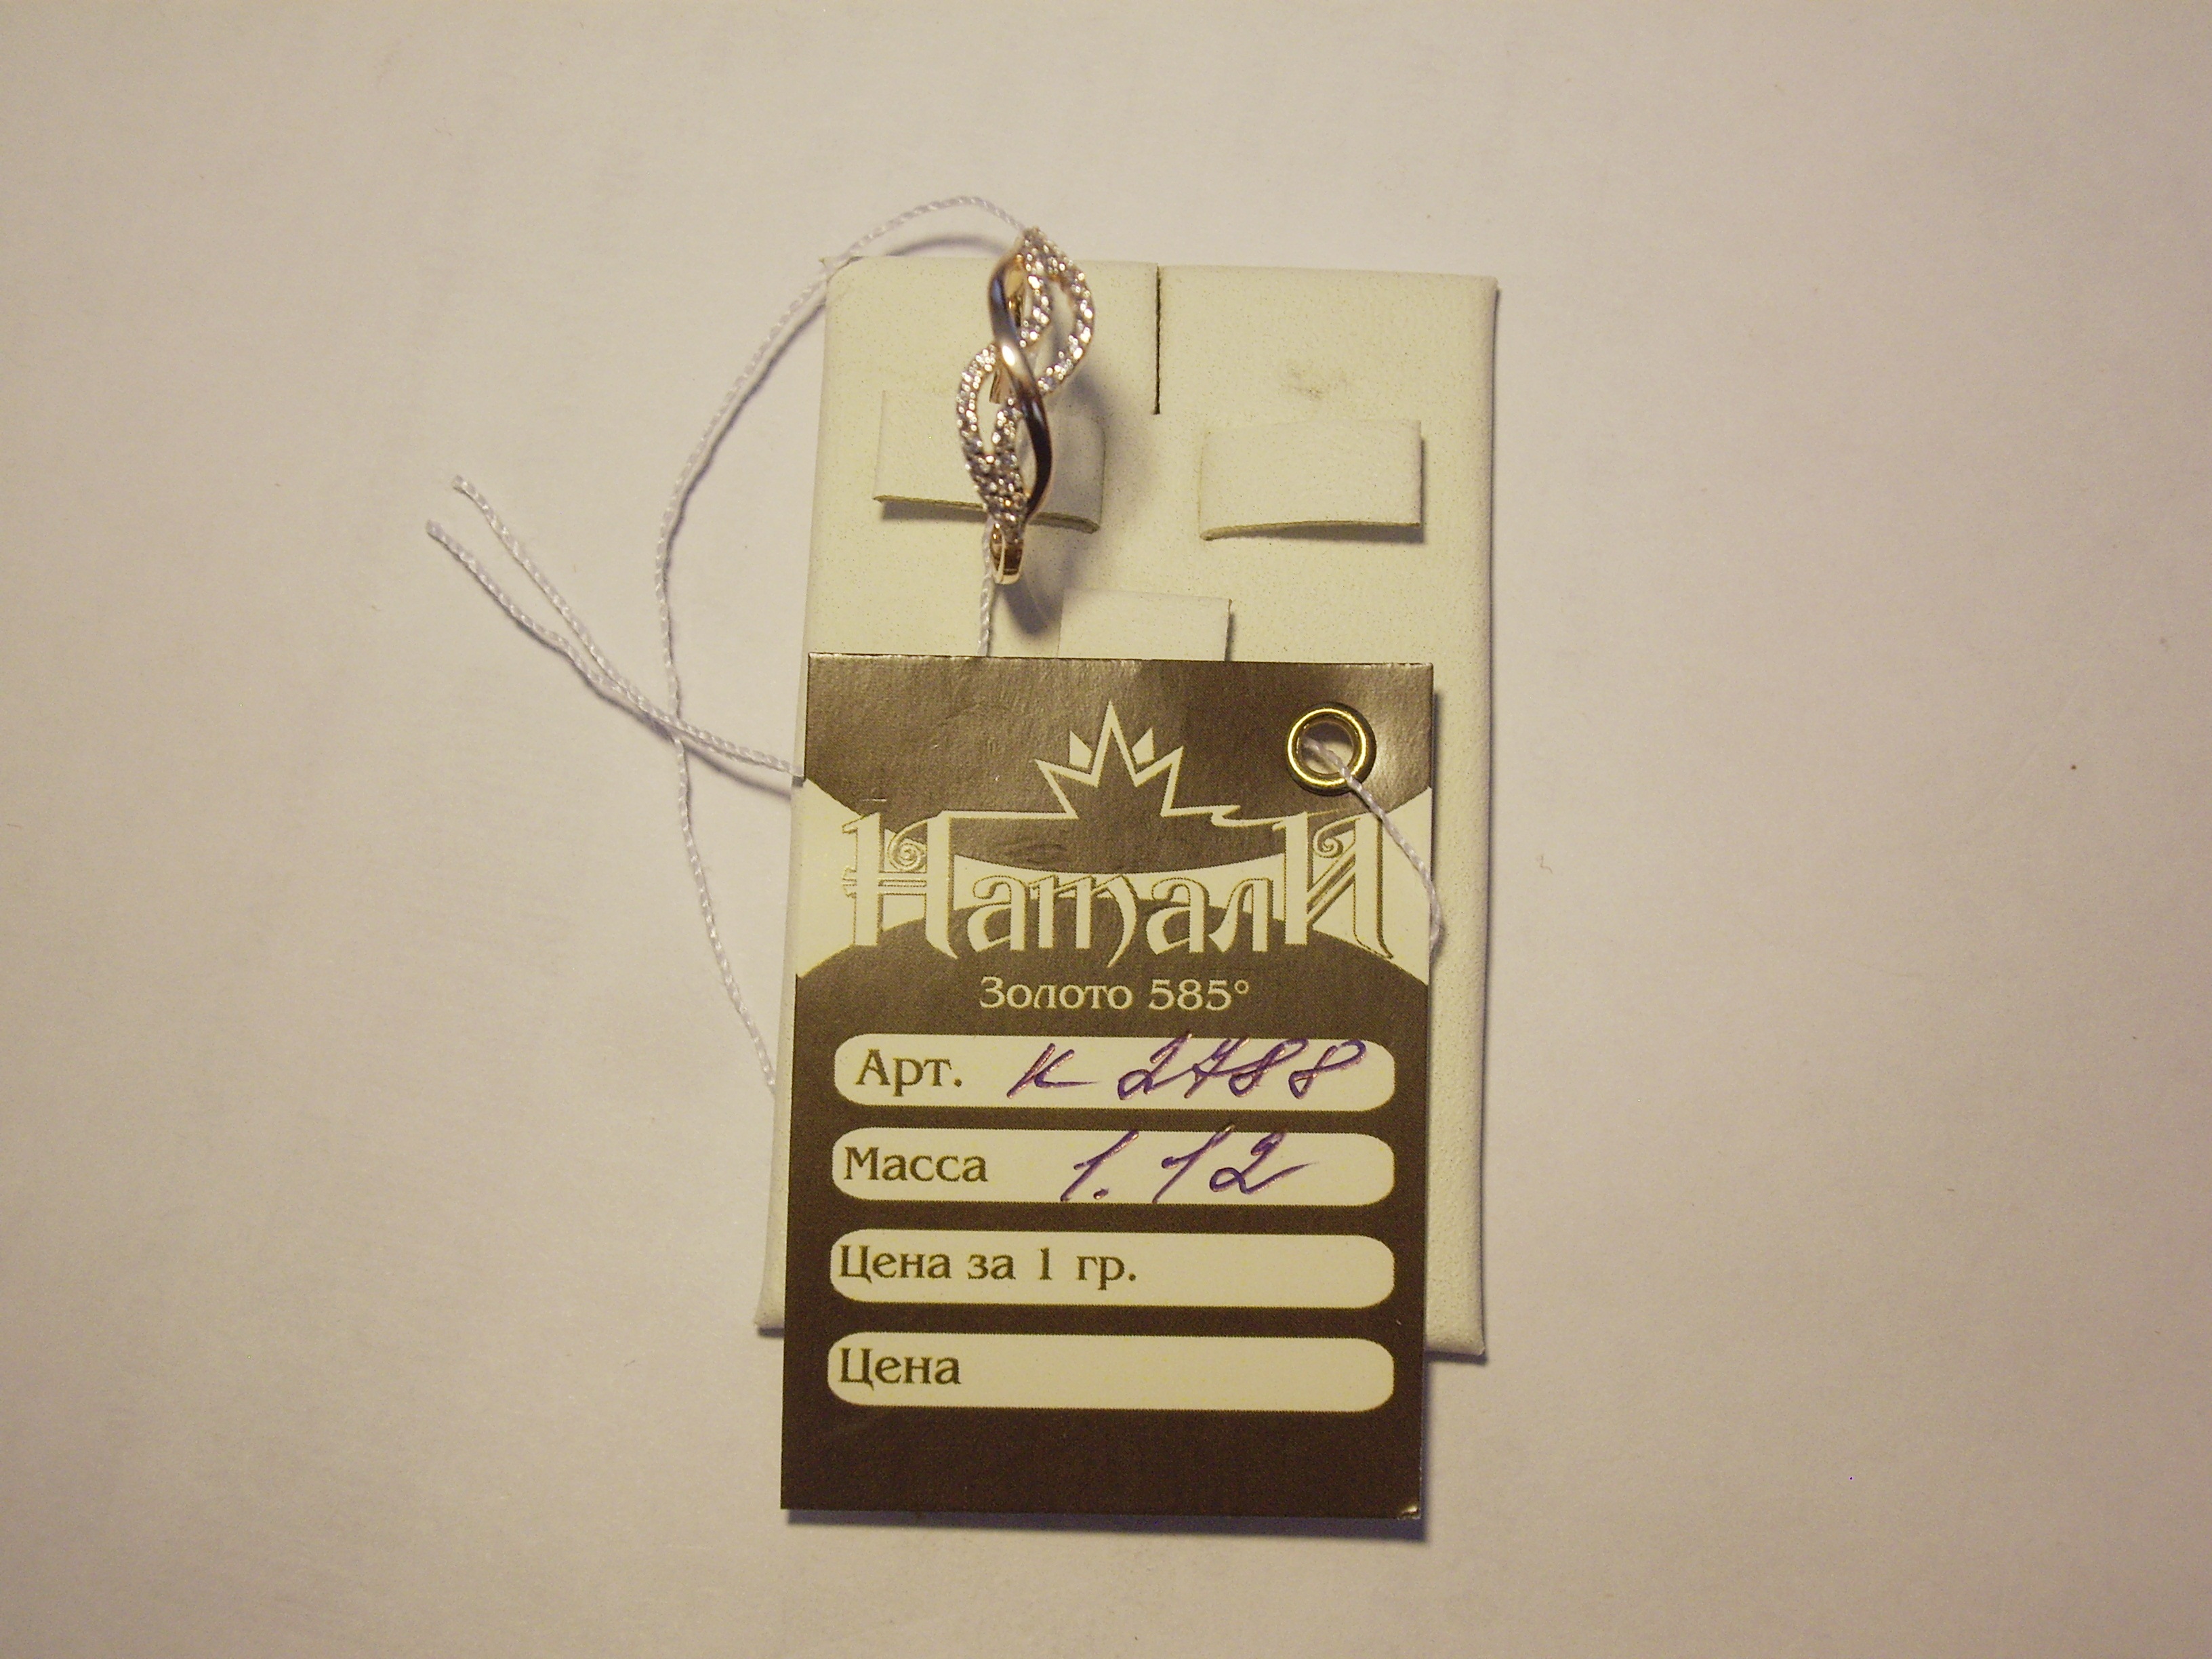 НаталИ
Золото 585°
Арт. к 2788
Масса 1.12
Цена за 1 гр.
Цена